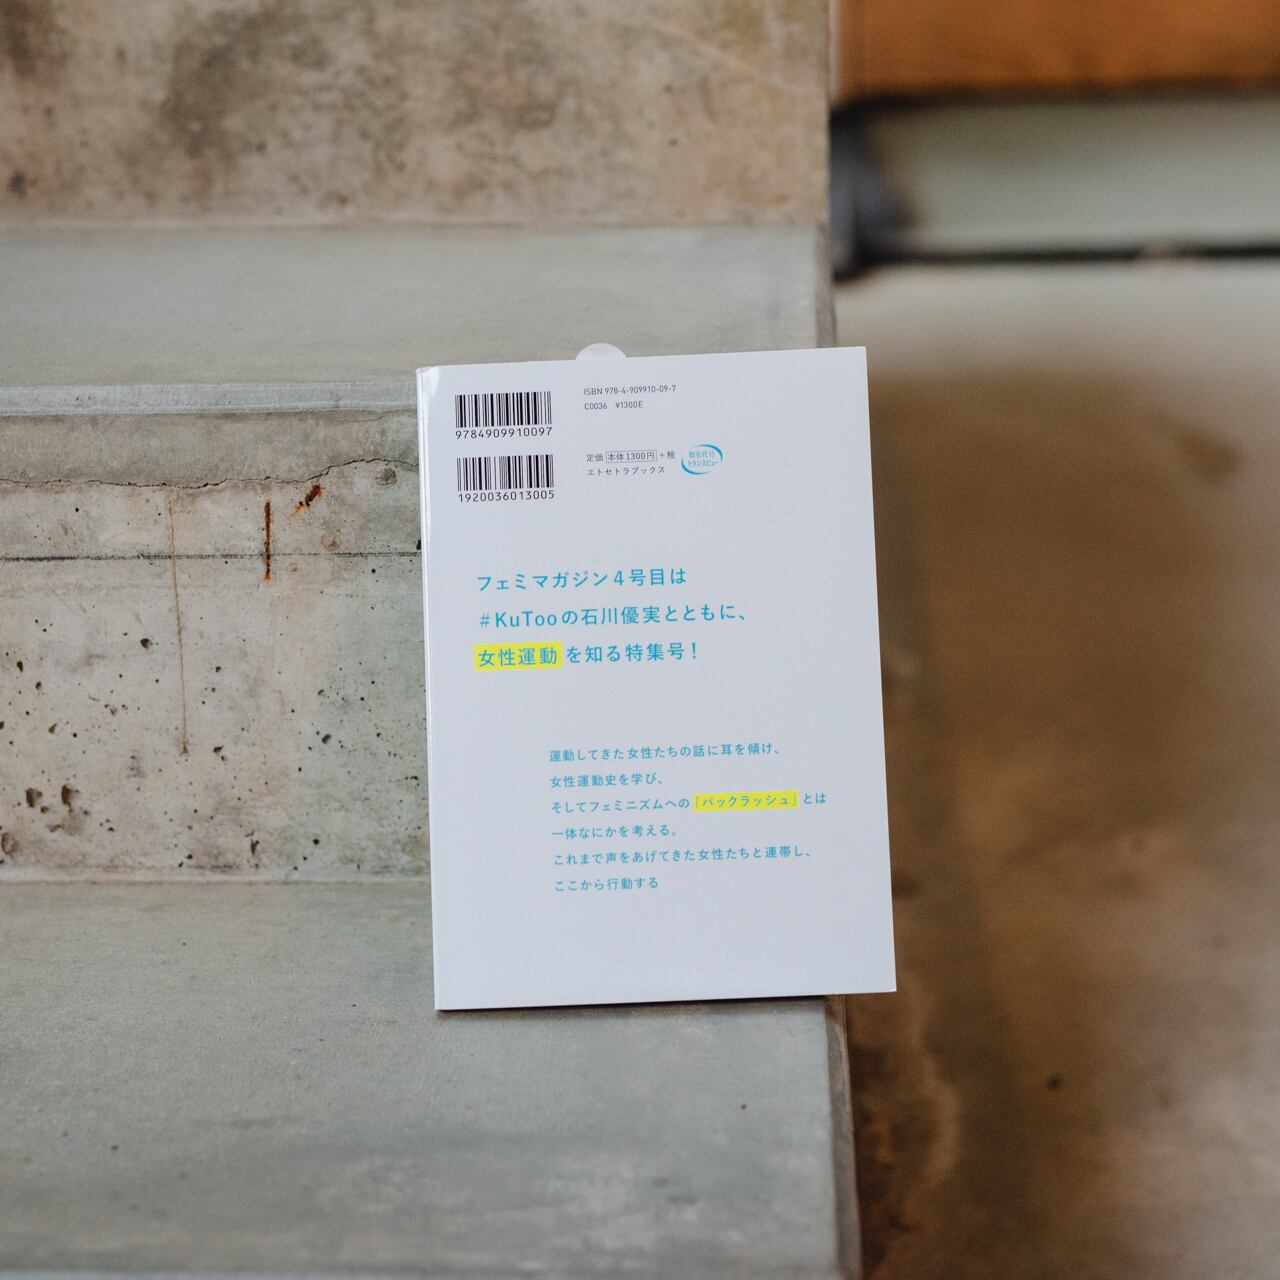 9784909910097
ISBN 978-4-909910-09-7
C0036 ¥1300E
1920036013005
定価 本体1300円 +税
エトセトラブックス
取引代行
トランスビュー
フェミマガジン4号目は
#KuTooの石川優実とともに、
女性運動を知る特集号!
運動してきた女性たちの話に耳を傾け、
女性運動史を学び、
そしてフェミニズムへの「バックラッシュ」とは
一体なにかを考える。
これまで声をあげてきた女性たちと連帯し、
ここから行動する